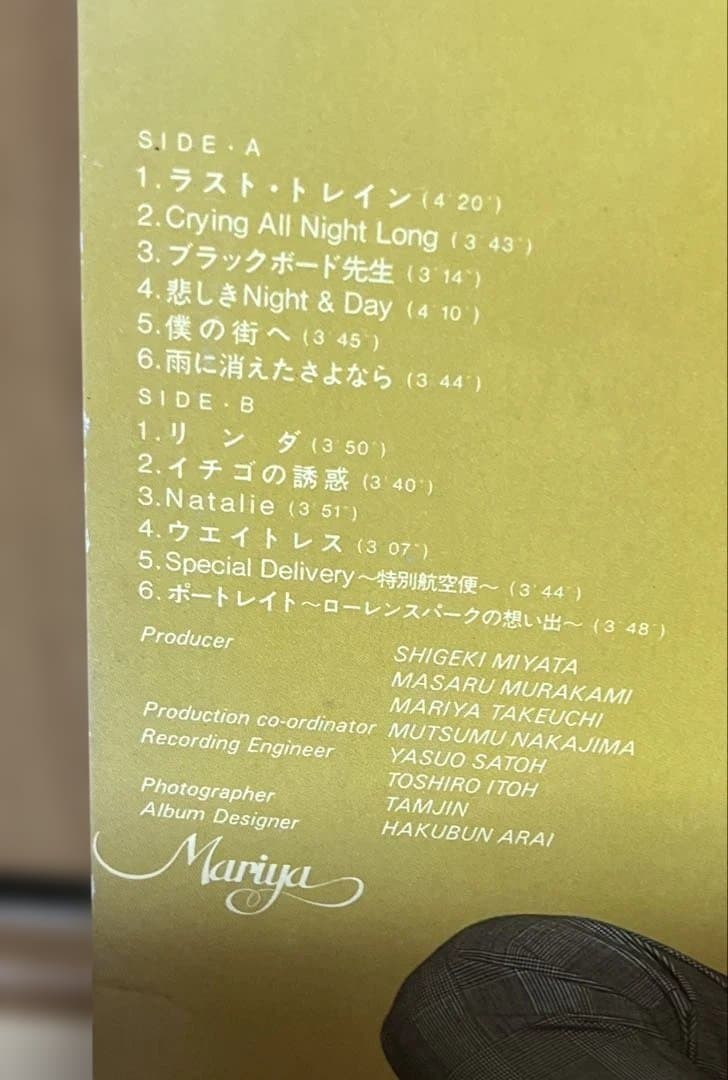 SIDE・A
1.ラスト・トレイン(4′20″)
2.Crying All Night Long (3′43″)
3.ブラックボード先生 (3′14″)
4.悲しきNight & Day (4′10″)
5.僕の街へ (3′45″)
6.雨に消えたさよなら (3′44″)
SIDE・B
1.リンダ(3′50″)
2.イチゴの誘惑 (3′40″)
3.Natalie (3′51″)
4.ウエイトレス (3′07″)
5.Special Delivery〜特別航空便〜 (3′44″)
6.ポートレイト〜ローレンスパークの想い出〜 (3′48″)
Producer SHIGEKI MIYATA
MASARU MURAKAMI
MARIYA TAKEUCHI
Production co-ordinator MUTSUMU NAKAJIMA
Recording Engineer YASUO SATOH
TOSHIRO ITOH
Photographer TAMJIN
Album Designer HAKUBUN ARAI
Mariya